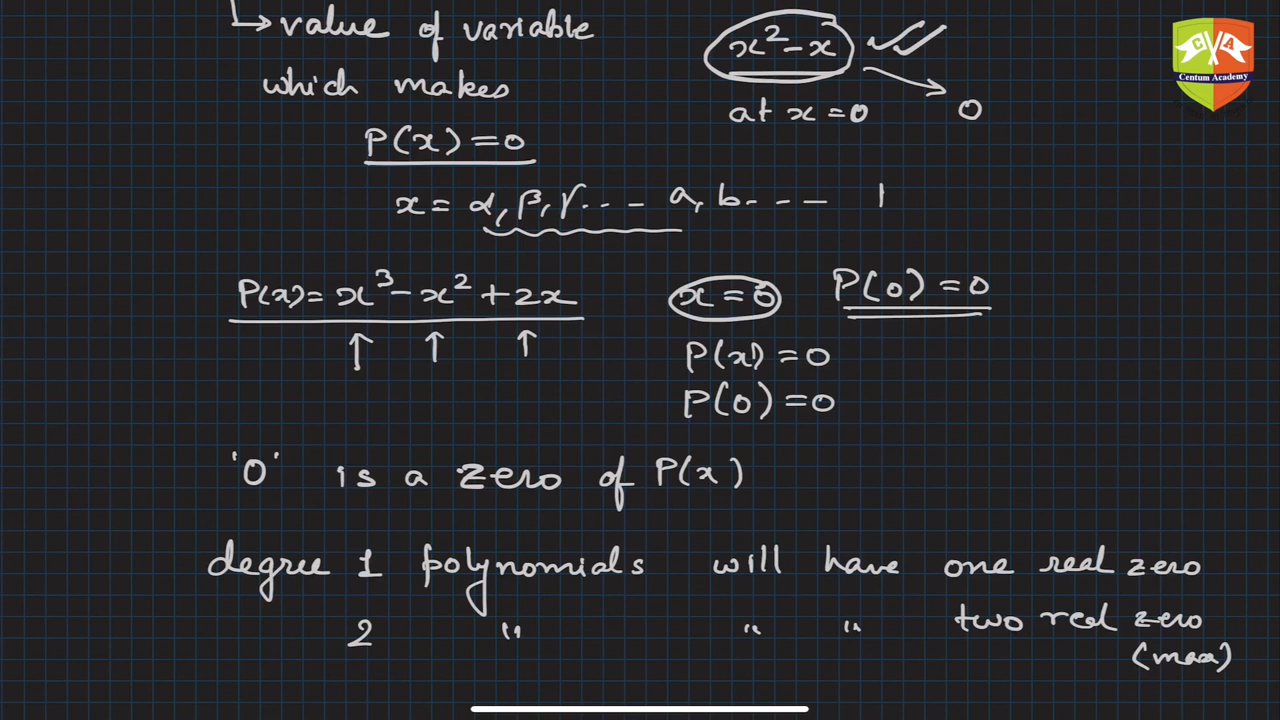 ↳ value of variable
which makes
P(x) = 0
x² - x
at x = 0 0
C A
Centum Academy
x = α, β, γ... - a, b. - - -
P(x) = x³ - x² + 2x
x = 0 P(0) = 0
P(x) = 0
P(0) = 0
'0' is a zero of P(x)
degree 1 polynomials will have one real zero
2 " " " two real zero
(max)